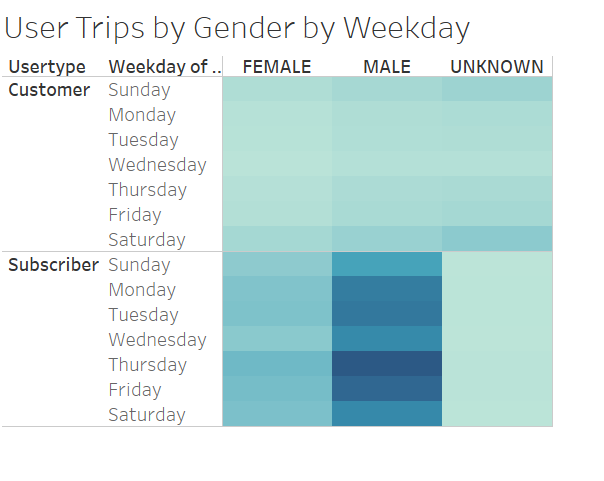 User Trips by Gender by Weekday
Usertype Weekday of .. FEMALE MALE UNKNOWN
Customer Sunday
Monday
Tuesday
Wednesday
Thursday
Friday
Saturday
Subscriber Sunday
Monday
Tuesday
Wednesday
Thursday
Friday
Saturday